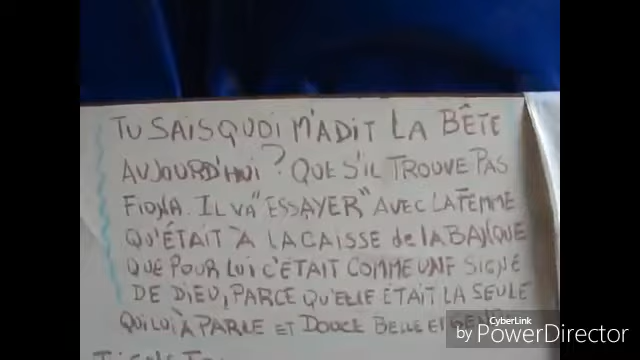 TU SAIS QUOI M'A DIT LA BÊTE
AUJOURD'HUI? QUE S'IL TROUVE PAS
FIONA. IL VA "ESSAYER" AVEC LA FEMME
QU'ÉTAIT À LA CAISSE de la BANQUE
QUE POUR LUI C'ÉTAIT COMME UNE SIGNE
DE DIEU, PARCE QU'ELLE ÉTAIT LA SEULE
QUI LUI À PARLE ET DOUCE BELLE ET
CyberLink
by PowerDirector